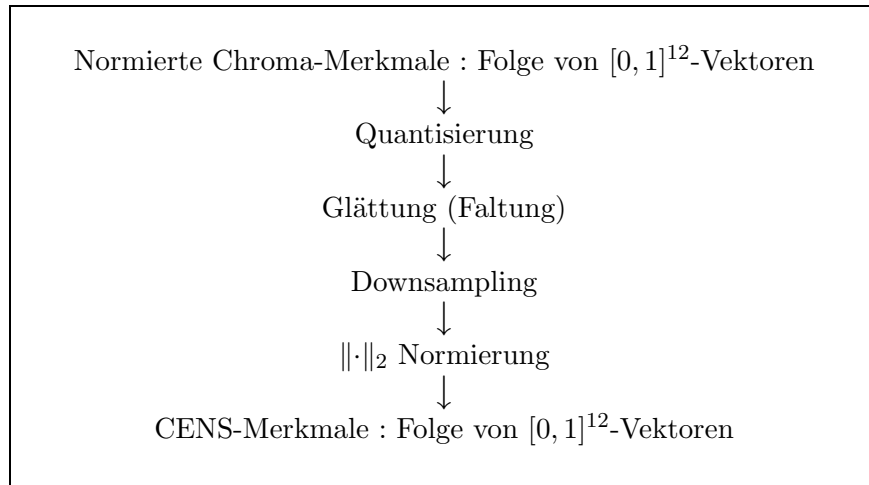 Normierte Chroma-Merkmale : Folge von [0, 1]¹²-Vektoren
↓
Quantisierung
↓
Glättung (Faltung)
↓
Downsampling
↓
‖·‖₂ Normierung
↓
CENS-Merkmale : Folge von [0, 1]¹²-Vektoren